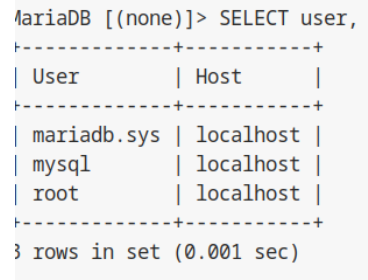 MariaDB [(none)]> SELECT user,
+-------------+-----------+
| User        | Host      |
+-------------+-----------+
| mariadb.sys | localhost |
| mysql       | localhost |
| root        | localhost |
+-------------+-----------+
3 rows in set (0.001 sec)